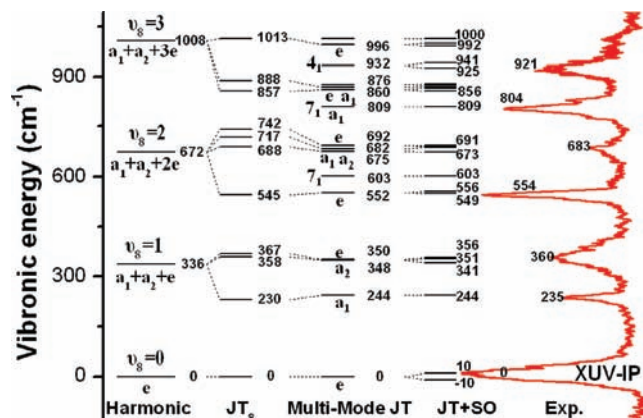 Vibronic energy (cm⁻¹)
900
600
300
0
υ₈=3
a₁+a₂+3e
1008
υ₈=2
a₁+a₂+2e
672
υ₈=1
a₁+a₂+e
336
υ₈=0
e
0
1013
888
857
742
717
688
545
367
358
230
0
e 996
4₁ 932
876
e a₁ 860
7₁ 809
a₁
e 692
682
a₁ a₂ 675
7₁ 603
552
e
e 350
a₂ 348
244
a₁
0
e
1000
992
941
925
856
809
691
673
603
556
549
356
351
341
244
10
-10
921
804
683
554
360
235
0
XUV-IP
Harmonic JTₑ Multi-Mode JT JT+SO Exp.